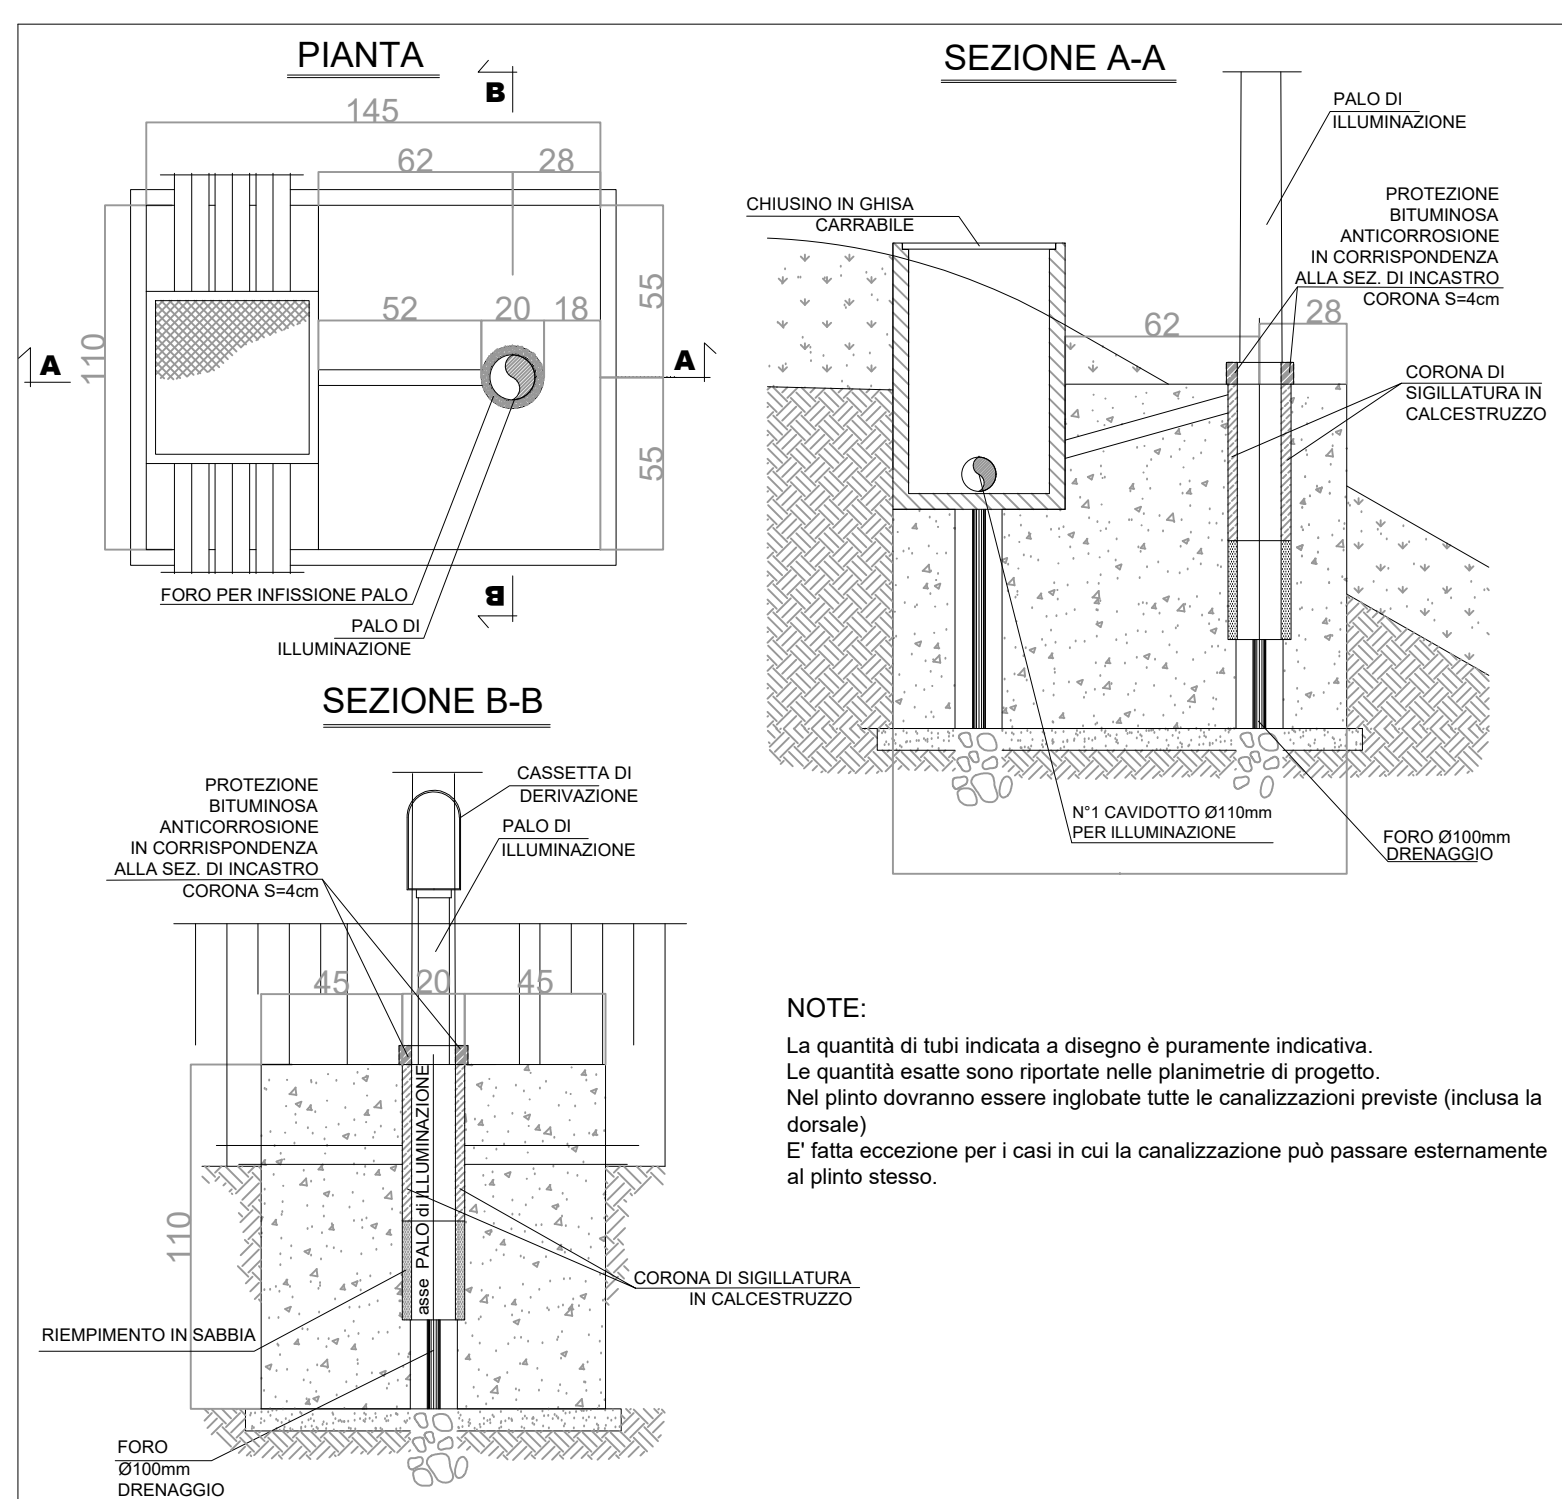 PIANTA
B
145
62
28
52
20
18
55
55
110
A
A
B
FORO PER INFISSIONE PALO
PALO DI
ILLUMINAZIONE
SEZIONE A-A
PALO DI
ILLUMINAZIONE
CHIUSINO IN GHISA
CARRABILE
PROTEZIONE
BITUMINOSA
ANTICORROSIONE
IN CORRISPONDENZA
ALLA SEZ. DI INCASTRO
CORONA S=4cm
62
28
CORONA DI
SIGILLATURA IN
CALCESTRUZZO
N°1 CAVIDOTTO Ø110mm
PER ILLUMINAZIONE
FORO Ø100mm
DRENAGGIO
SEZIONE B-B
PROTEZIONE
BITUMINOSA
ANTICORROSIONE
IN CORRISPONDENZA
ALLA SEZ. DI INCASTRO
CORONA S=4cm
CASSETTA DI
DERIVAZIONE
PALO DI
ILLUMINAZIONE
45
20
45
110
asse PALO di ILLUMINAZIONE
CORONA DI SIGILLATURA
IN CALCESTRUZZO
RIEMPIMENTO IN SABBIA
FORO
Ø100mm
DRENAGGIO
NOTE:
La quantità di tubi indicata a disegno è puramente indicativa.
Le quantità esatte sono riportate nelle planimetrie di progetto.
Nel plinto dovranno essere inglobate tutte le canalizzazioni previste (inclusa la
dorsale)
E' fatta eccezione per i casi in cui la canalizzazione può passare esternamente
al plinto stesso.